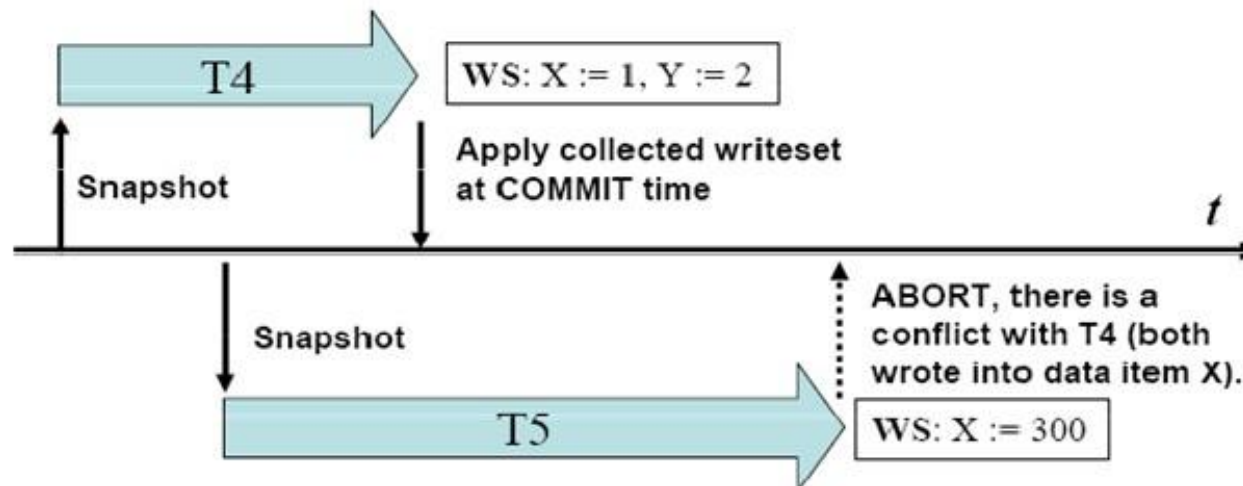 T4
WS: X := 1, Y := 2
Snapshot
Apply collected writeset
at COMMIT time
t
Snapshot
ABORT, there is a
conflict with T4 (both
wrote into data item X).
T5
WS: X := 300